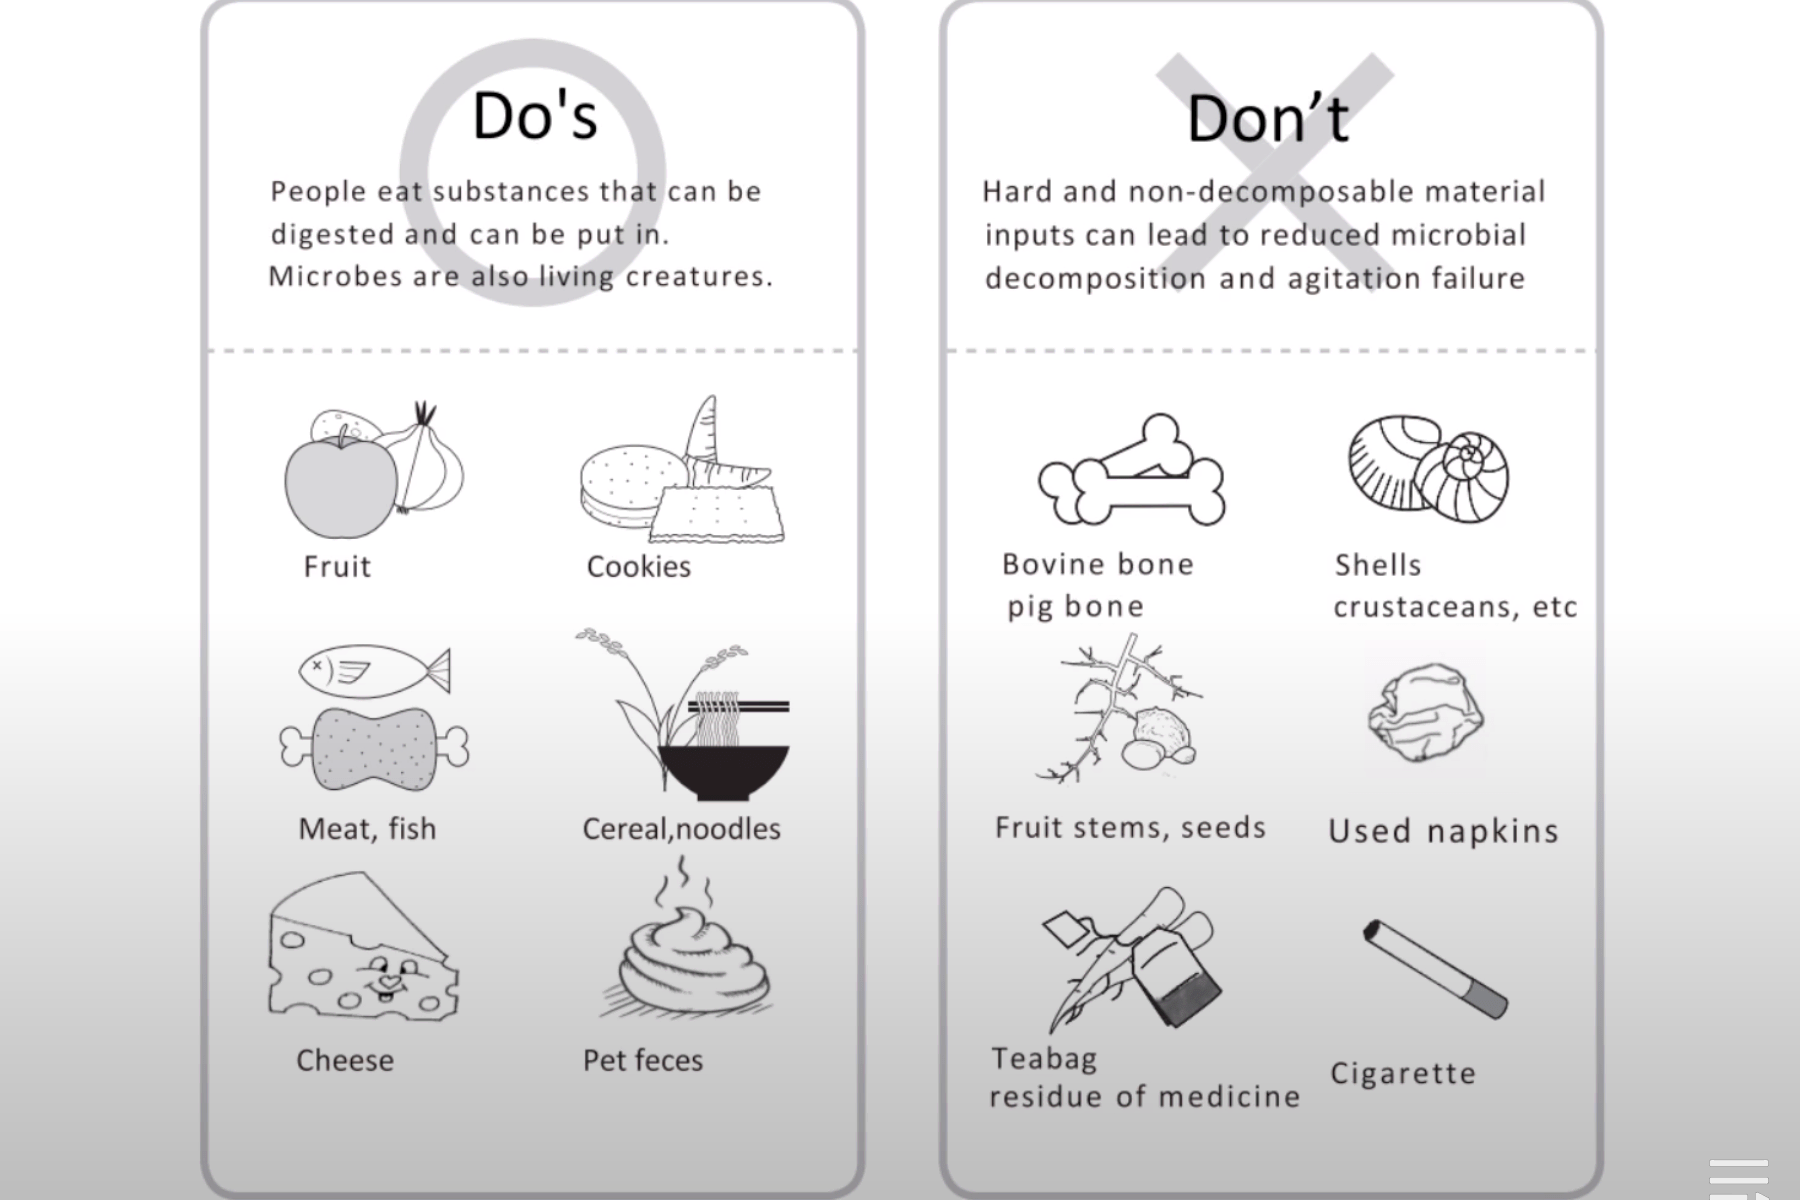 Do's
People eat substances that can be
digested and can be put in.
Microbes are also living creatures.
Fruit
Cookies
Meat, fish
Cereal,noodles
Cheese
Pet feces
Don’t
Hard and non-decomposable material
inputs can lead to reduced microbial
decomposition and agitation failure
Bovine bone
pig bone
Shells
crustaceans, etc
Fruit stems, seeds
Used napkins
Teabag
residue of medicine
Cigarette